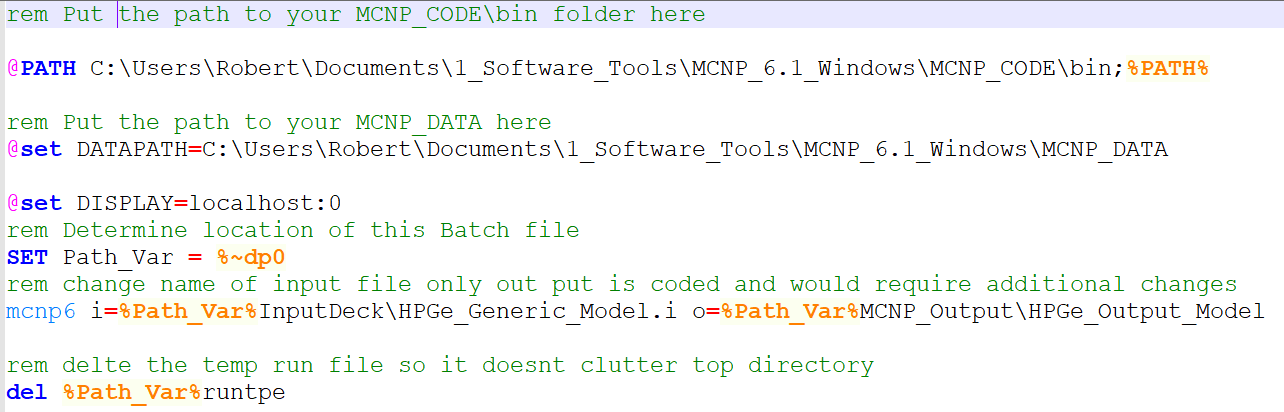 rem Put the path to your MCNP_CODE\bin folder here
@PATH C:\Users\Robert\Documents\1_Software_Tools\MCNP_6.1_Windows\MCNP_CODE\bin;%PATH%
rem Put the path to your MCNP_DATA here
@set DATAPATH=C:\Users\Robert\Documents\1_Software_Tools\MCNP_6.1_Windows\MCNP_DATA
@set DISPLAY=localhost:0
rem Determine location of this Batch file
SET Path_Var = %~dp0
rem change name of input file only out put is coded and would require additional changes
mcnp6 i=%Path_Var%InputDeck\HPGe_Generic_Model.i o=%Path_Var%MCNP_Output\HPGe_Output_Model
rem delte the temp run file so it doesnt clutter top directory
del %Path_Var%runtpe